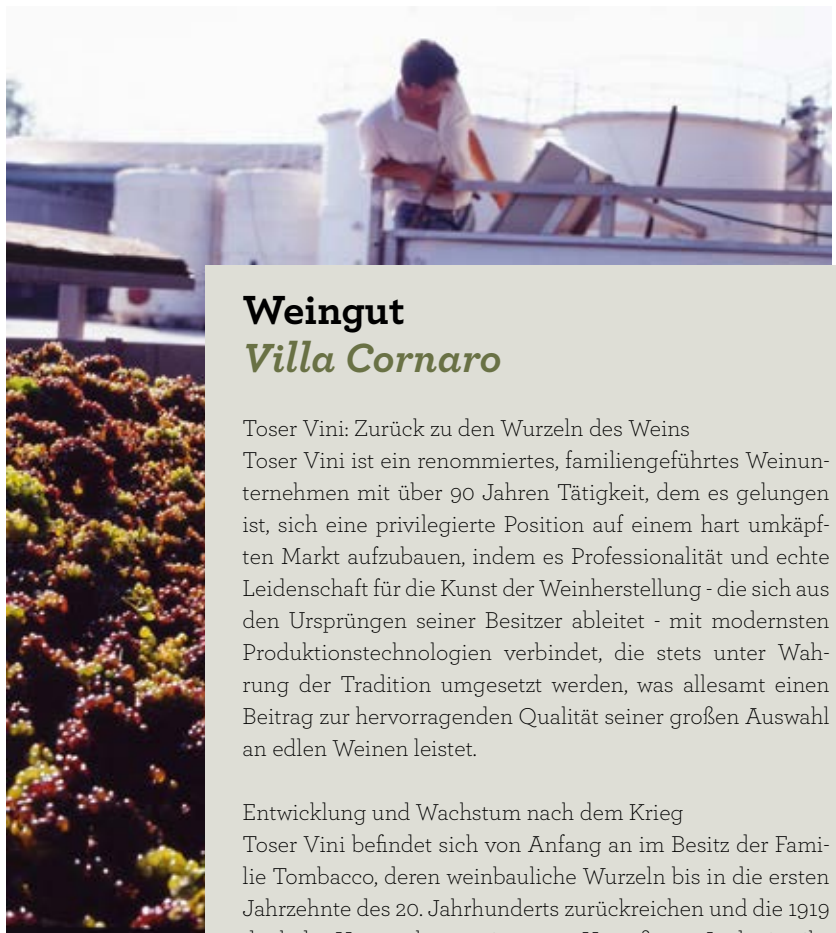 Weingut
Villa Cornaro
Toser Vini: Zurück zu den Wurzeln des Weins
Toser Vini ist ein renommiertes, familiengeführtes Weinun-
ternehmen mit über 90 Jahren Tätigkeit, dem es gelungen
ist, sich eine privilegierte Position auf einem hart umkäpf-
ten Markt aufzubauen, indem es Professionalität und echte
Leidenschaft für die Kunst der Weinherstellung - die sich aus
den Ursprüngen seiner Besitzer ableitet - mit modernsten
Produktionstechnologien verbindet, die stets unter Wah-
rung der Tradition umgesetzt werden, was allesamt einen
Beitrag zur hervorragenden Qualität seiner großen Auswahl
an edlen Weinen leistet.
Entwicklung und Wachstum nach dem Krieg
Toser Vini befindet sich von Anfang an im Besitz der Fami-
lie Tombacco, deren weinbauliche Wurzeln bis in die ersten
Jahrzehnte des 20. Jahrhunderts zurückreichen und die 1919